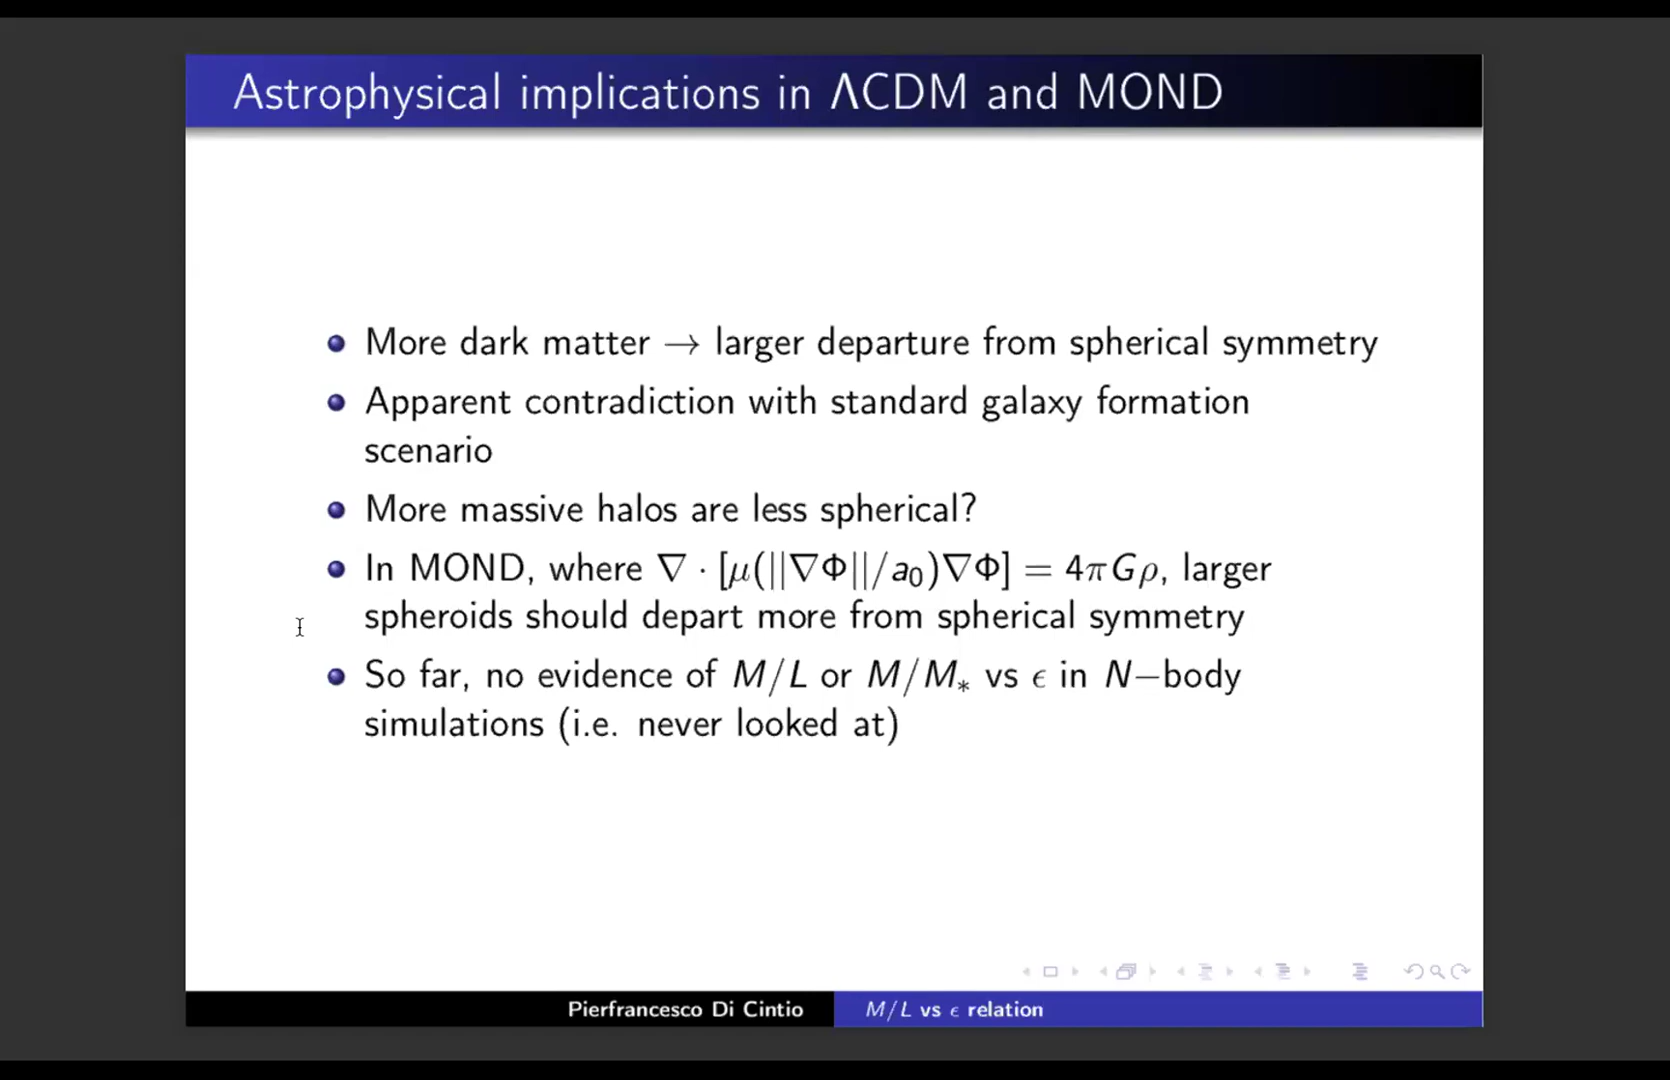 Astrophysical implications in ΛCDM and MOND
More dark matter → larger departure from spherical symmetry
Apparent contradiction with standard galaxy formation
scenario
More massive halos are less spherical?
In MOND, where ∇ · [μ(||∇Φ||/a₀)∇Φ] = 4πGρ, larger
spheroids should depart more from spherical symmetry
So far, no evidence of M/L or M/M∗ vs ϵ in N−body
simulations (i.e. never looked at)
Pierfrancesco Di Cintio
M/L vs ϵ relation